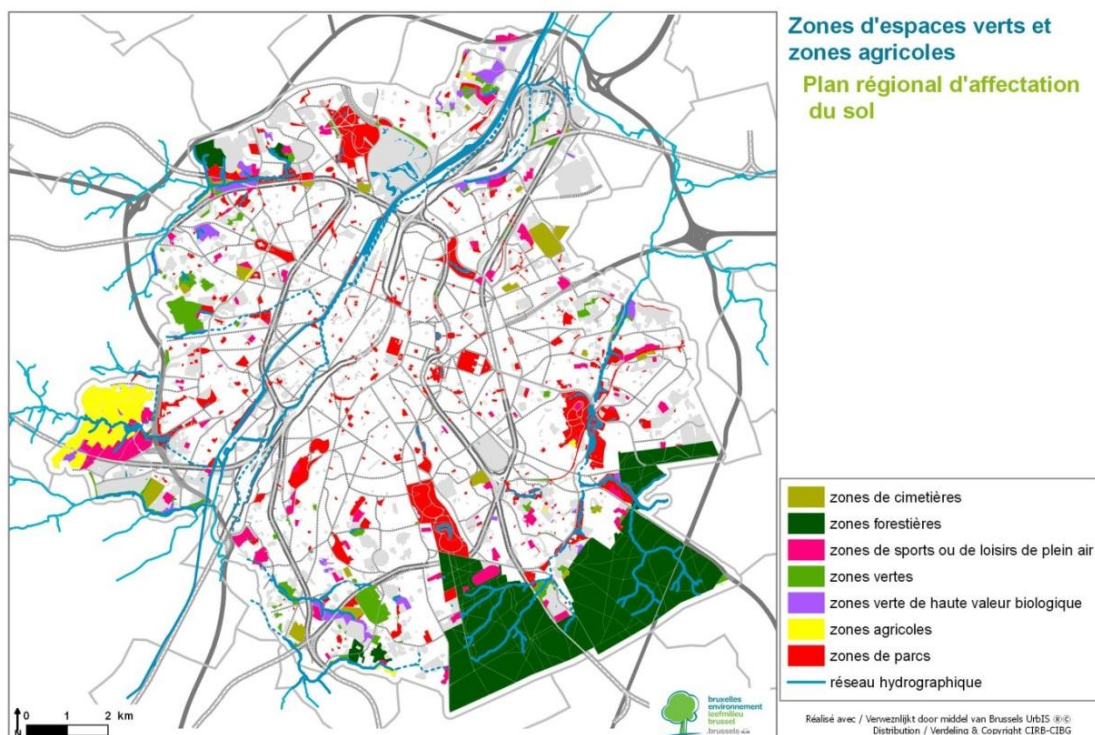 Zones d'espaces verts et
zones agricoles
Plan régional d'affectation
du sol
zones de cimetières
zones forestières
zones de sports ou de loisirs de plein air
zones vertes
zones verte de haute valeur biologique
zones agricoles
zones de parcs
réseau hydrographique
N
0 1 2 km
bruxelles
environnement
leefmilieu
brussel
.brussels
Réalisé avec / Verweznlijkt door middel van Brussels UrbIS ®©
Distribution / Verdeling & Copyright CIRB-CIBG